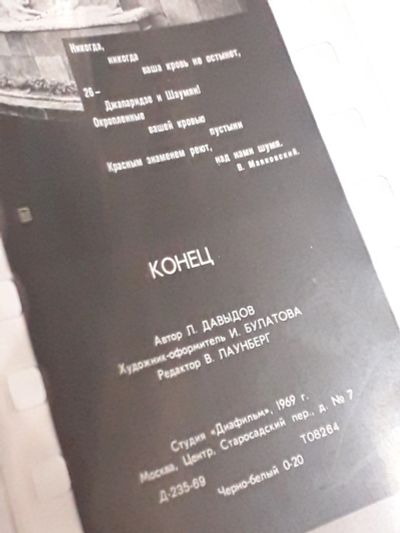 Никогда,
никогда
ваша кровь не остынет,
26 —
Джапаридзе и Шаумян!
Окропленные
вашей кровью
пустыни
Красным знаменем реют,
над нами шумя.
В. Маяковский.
КОНЕЦ
Автор П. ДАВЫДОВ
Художник-оформитель И. БУЛАТОВА
Редактор В. ПАУНБЕРГ
Студия «Диафильм», 1969 г.
Москва, Центр, Старосадский пер., д. № 7
Д-235-69
Черно-белый 0-20
Т08264